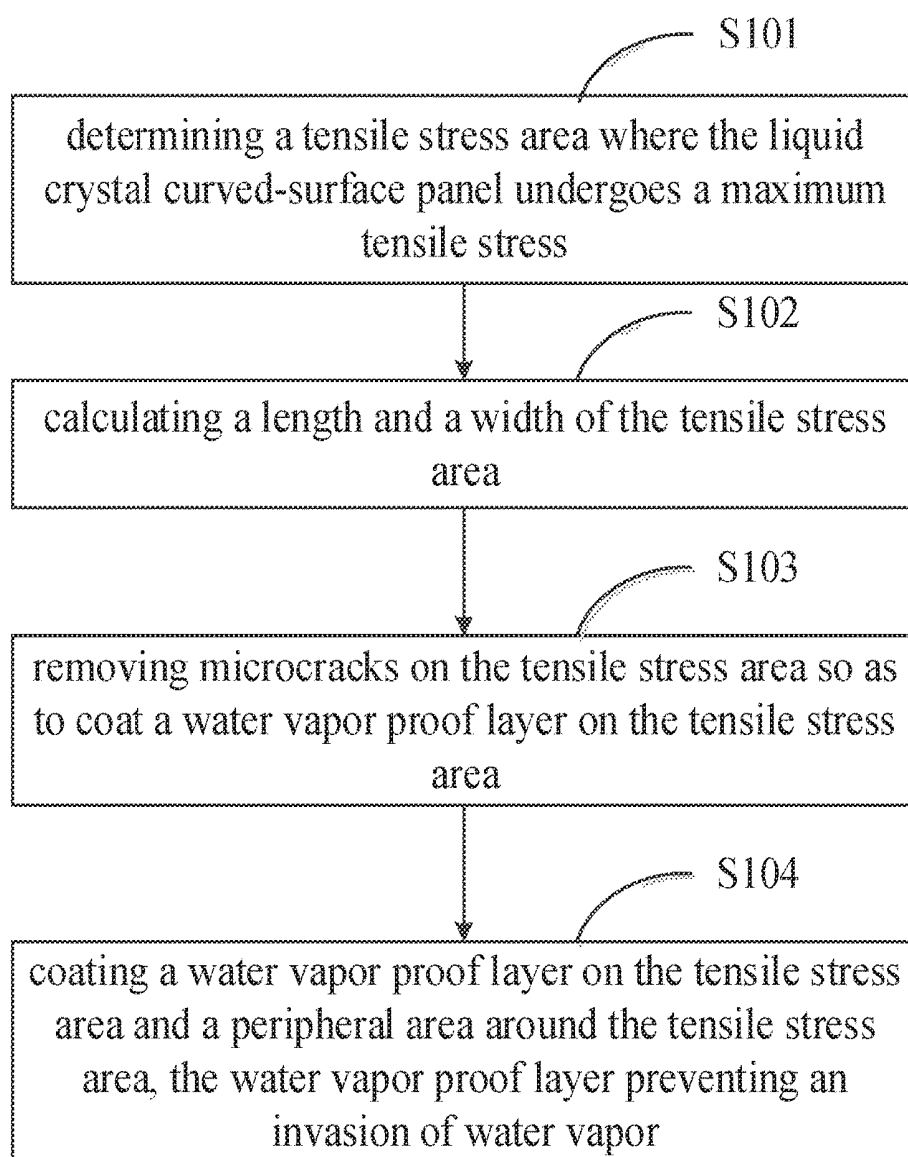 S101
determining a tensile stress area where the liquid
crystal curved-surface panel undergoes a maximum
tensile stress
S102
calculating a length and a width of the tensile stress
area
S103
removing microcracks on the tensile stress area so as
to coat a water vapor proof layer on the tensile stress
area
S104
coating a water vapor proof layer on the tensile stress
area and a peripheral area around the tensile stress
area, the water vapor proof layer preventing an
invasion of water vapor